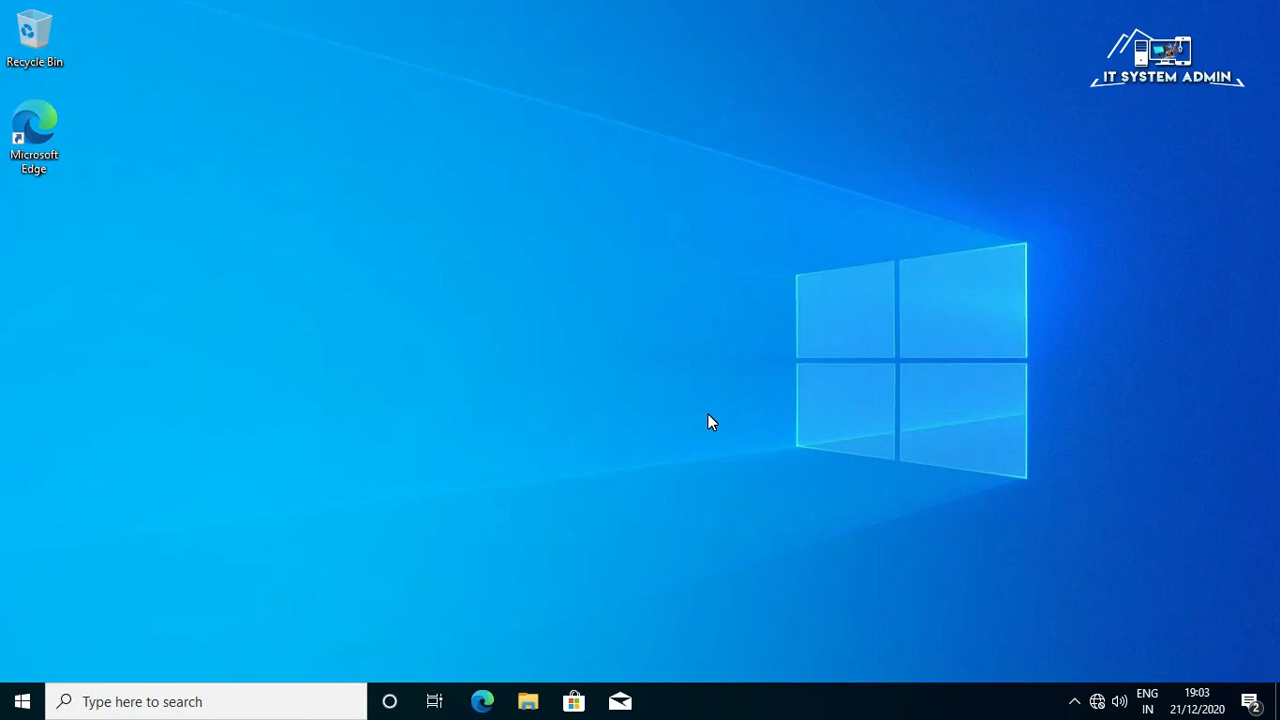 Recycle Bin
IT SYSTEM ADMIN
Microsoft
Edge
Type here to search
ENG
IN
19:03
21/12/2020
2